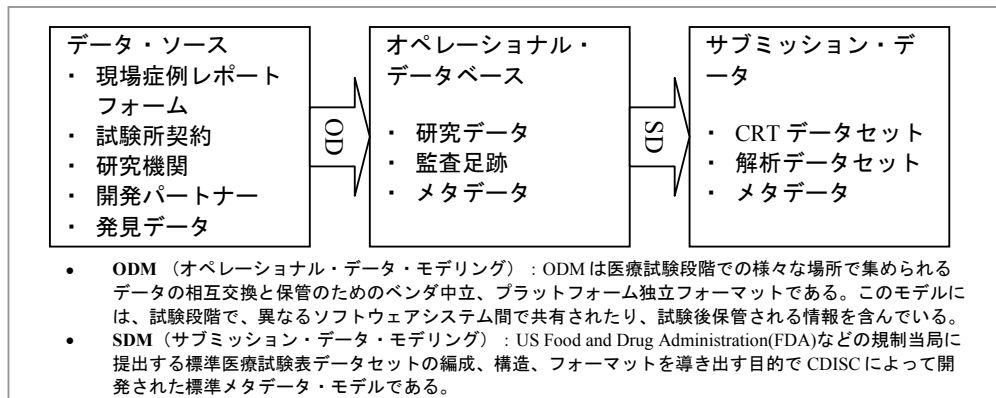 データ・ソース
・ 現場症例レポート
フォーム
・ 試験所契約
・ 研究機関
・ 開発パートナー
・ 発見データ
OD
オペレーショナル・
データベース
・ 研究データ
・ 監査足跡
・ メタデータ
SD
サブミッション・デ
ータ
・ CRT データセット
・ 解析データセット
・ メタデータ
● ODM （オペレーショナル・データ・モデリング）：ODM は医療試験段階での様々な場所で集められる
データの相互交換と保管のためのベンダ中立、プラットフォーム独立フォーマットである。このモデルに
は、試験段階で、異なるソフトウェアシステム間で共有されたり、試験後保管される情報を含んでいる。
● SDM（サブミッション・データ・モデリング）：US Food and Drug Administration(FDA)などの規制当局に
提出する標準医療試験表データセットの編成、構造、フォーマットを導き出す目的で CDISC によって開
発された標準メタデータ・モデルである。